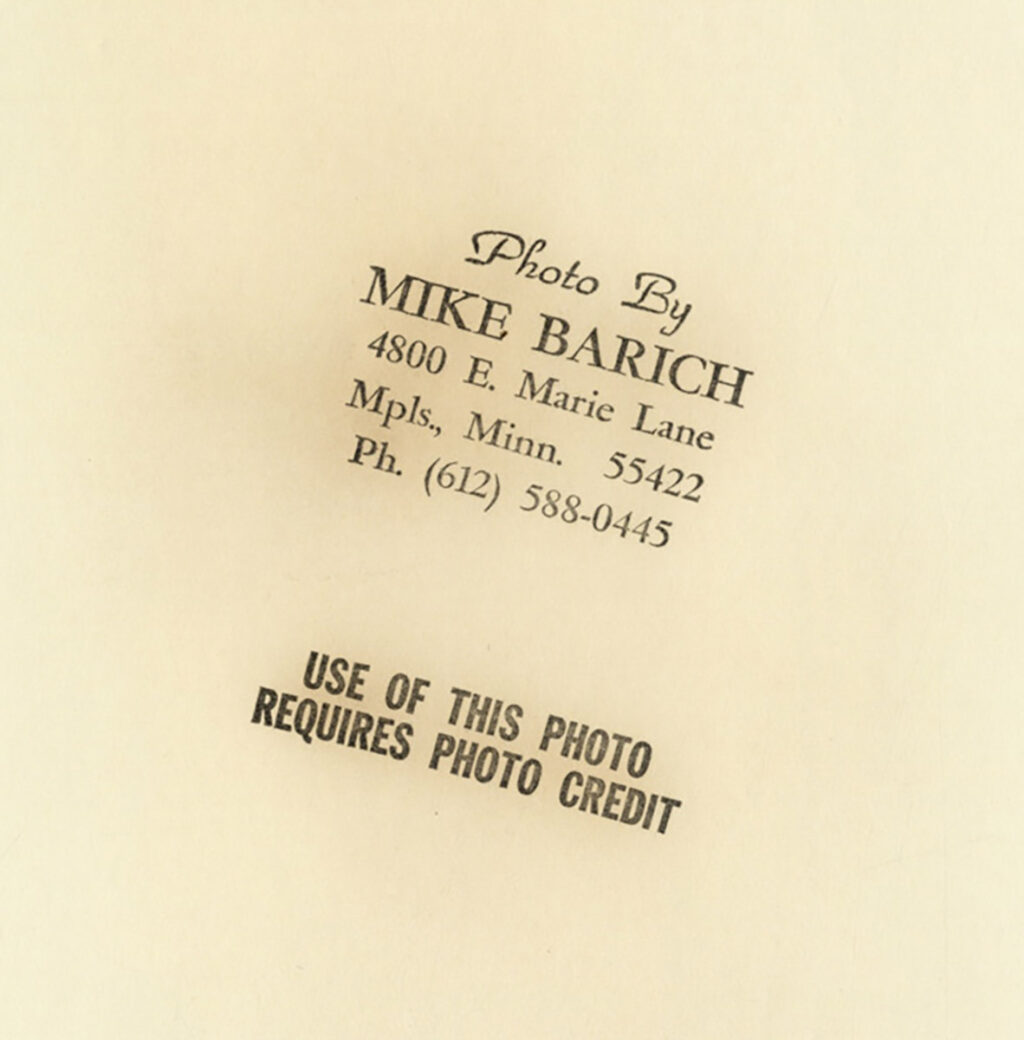 Photo By
MIKE BARICH
4800 E. Marie Lane
Mpls., Minn. 55422
Ph. (612) 588-0445
USE OF THIS PHOTO
REQUIRES PHOTO CREDIT